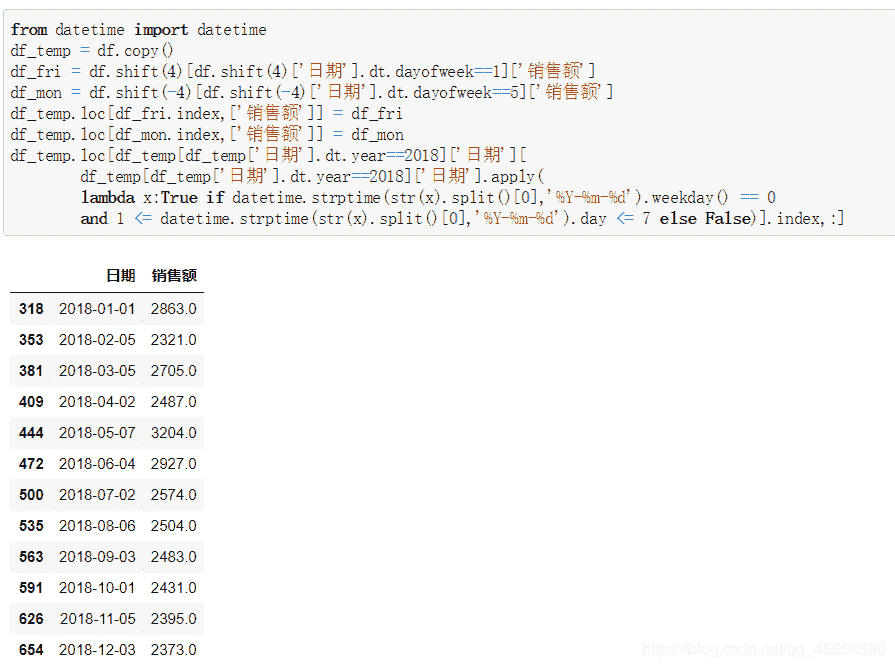 from datetime import datetime
df_temp = df.copy()
df_fri = df.shift(4)[df.shift(4)['日期'].dt.dayofweek==1]['销售额']
df_mon = df.shift(-4)[df.shift(-4)['日期'].dt.dayofweek==5]['销售额']
df_temp.loc[df_fri.index,['销售额']] = df_fri
df_temp.loc[df_mon.index,['销售额']] = df_mon
df_temp.loc[df_temp[df_temp['日期'].dt.year==2018]['日期'][
df_temp[df_temp['日期'].dt.year==2018]['日期'].apply(
lambda x:True if datetime.strptime(str(x).split()[0],'%Y-%m-%d').weekday() == 0
and 1 <= datetime.strptime(str(x).split()[0],'%Y-%m-%d').day <= 7 else False)].index,:]
日期 销售额
318 2018-01-01 2863.0
353 2018-02-05 2321.0
381 2018-03-05 2705.0
409 2018-04-02 2487.0
444 2018-05-07 3204.0
472 2018-06-04 2927.0
500 2018-07-02 2574.0
535 2018-08-06 2504.0
563 2018-09-03 2483.0
591 2018-10-01 2431.0
626 2018-11-05 2395.0
654 2018-12-03 2373.0
https://blog.csdn.net/qq_45656599